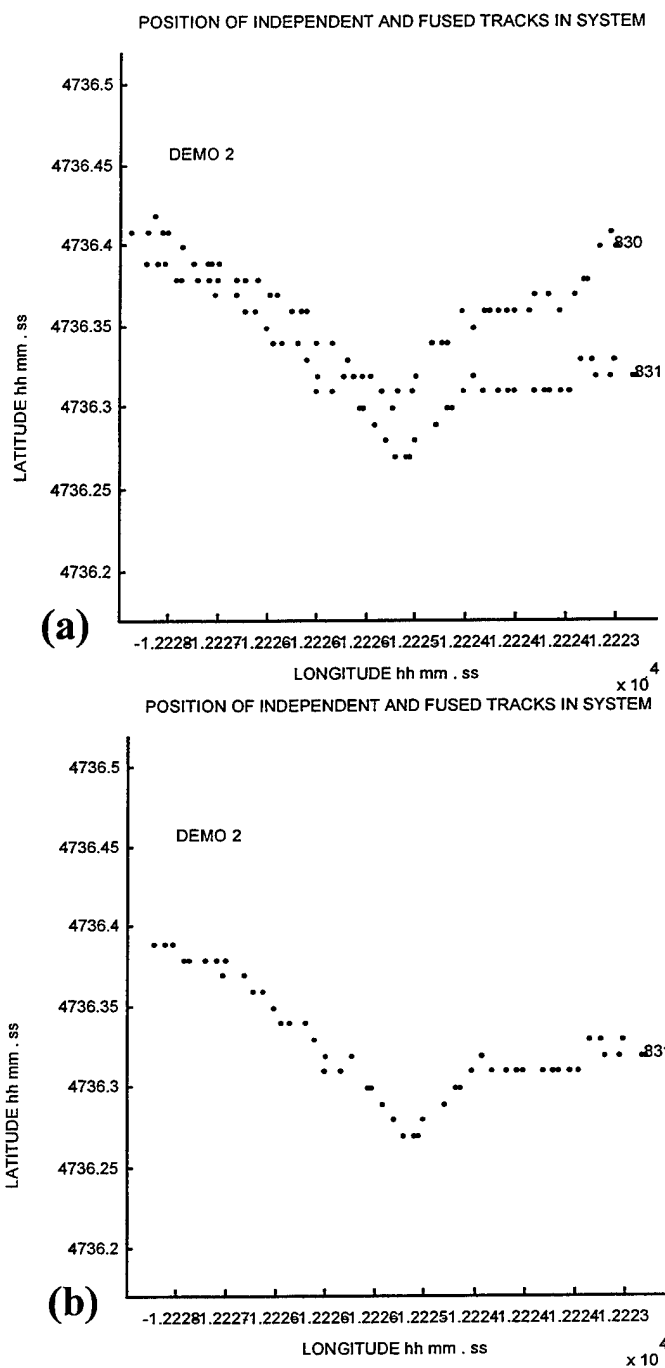 POSITION OF INDEPENDENT AND FUSED TRACKS IN SYSTEM
4736.5
DEMO 2
4736.45
4736.4
830
4736.35
831
4736.3
4736.25
4736.2
LATITUDE hh mm . ss
(a)
-1.22281.22271.22261.22261.22261.22251.22241.22241.22241.2223
LONGITUDE hh mm . ss
x 10^4
POSITION OF INDEPENDENT AND FUSED TRACKS IN SYSTEM
4736.5
DEMO 2
4736.45
4736.4
4736.35
831
4736.3
4736.25
4736.2
LATITUDE hh mm . ss
(b)
-1.22281.22271.22261.22261.22261.22251.22241.22241.22241.2223
LONGITUDE hh mm . ss
x 10^4